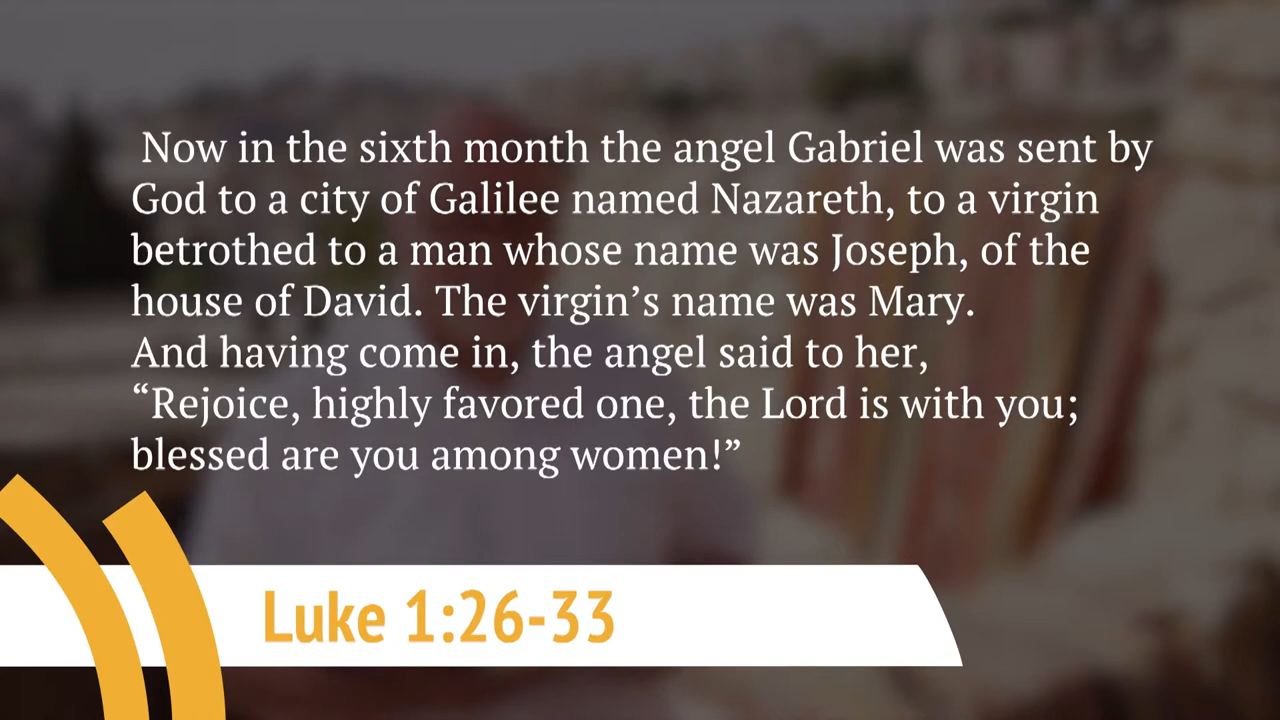 Now in the sixth month the angel Gabriel was sent by
God to a city of Galilee named Nazareth, to a virgin
betrothed to a man whose name was Joseph, of the
house of David. The virgin’s name was Mary.
And having come in, the angel said to her,
“Rejoice, highly favored one, the Lord is with you;
blessed are you among women!”
Luke 1:26-33